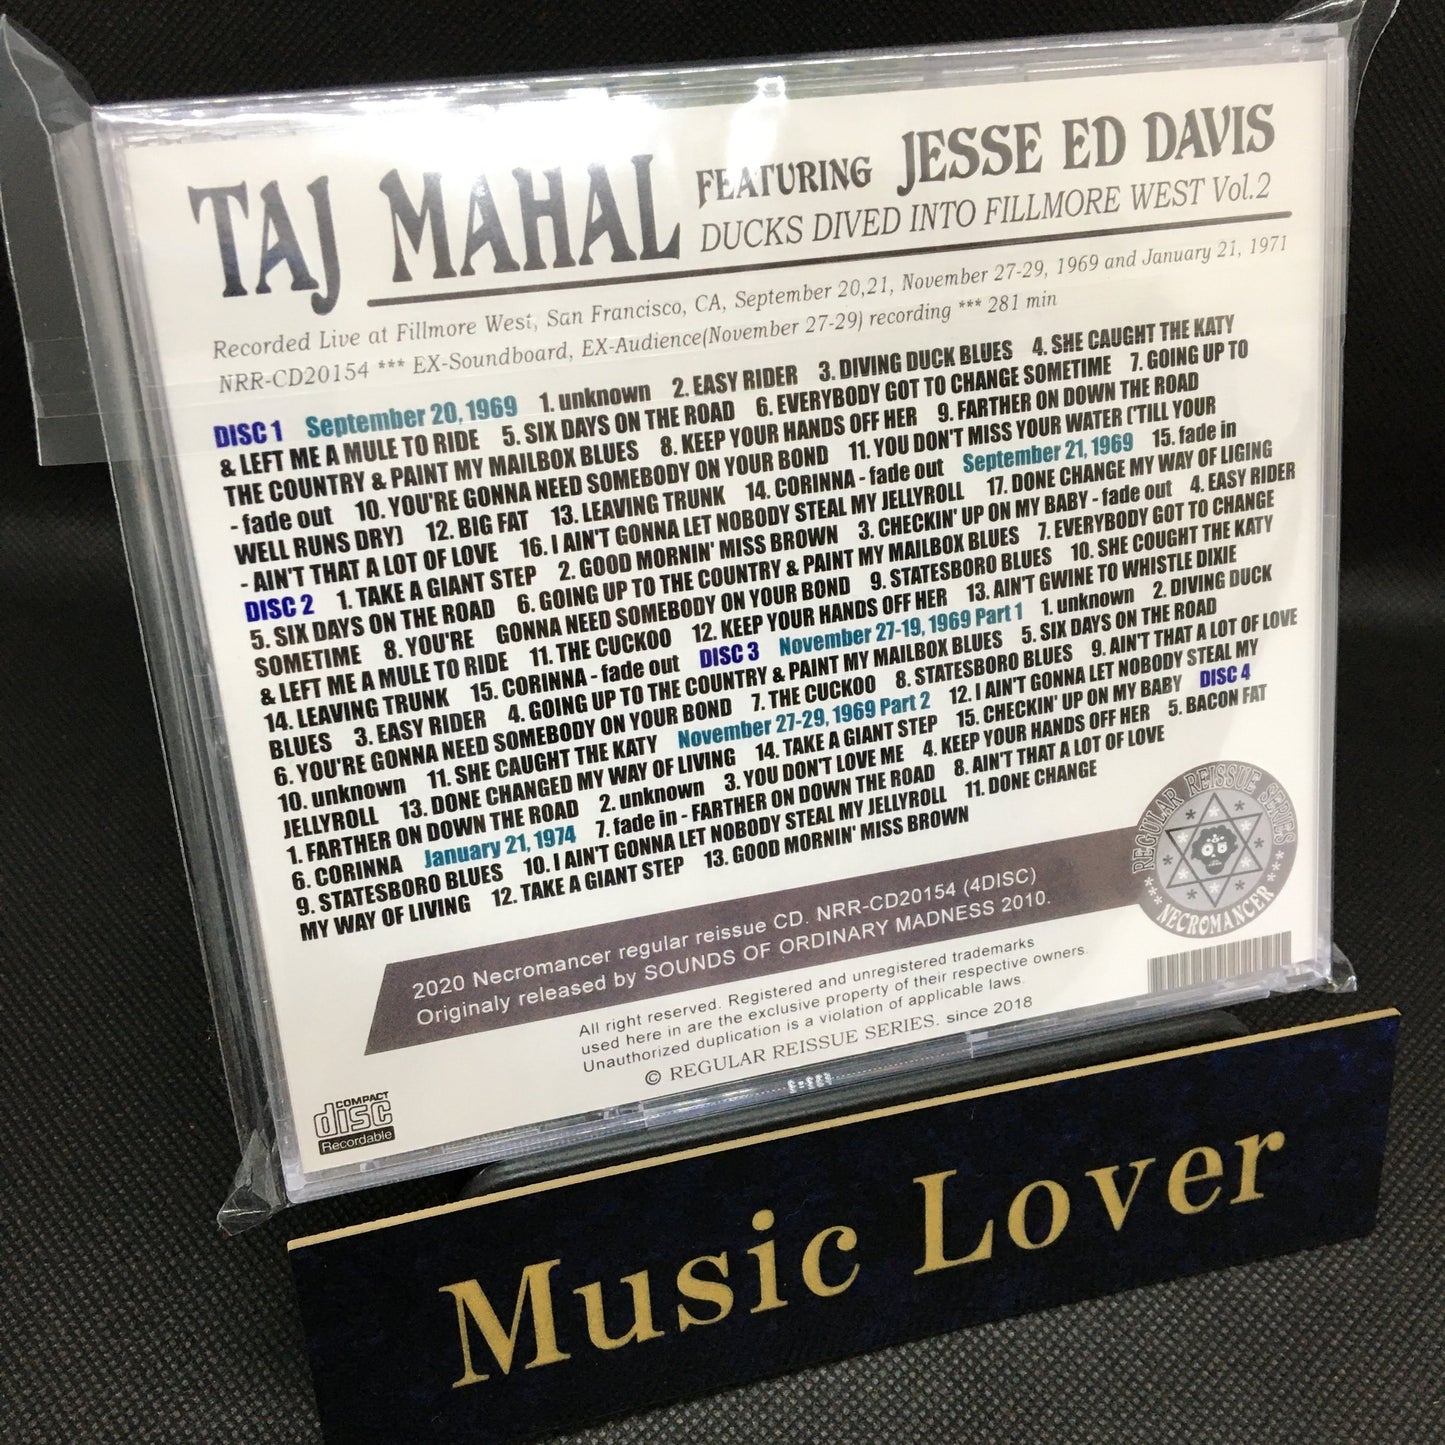 TAJ MAHAL FEATURING JESSE ED DAVIS
DUCKS DIVED INTO FILLMORE WEST Vol.2
Recorded Live at Fillmore West, San Francisco, CA, September 20,21, November 27-29, 1969 and January 21, 1971
NRR-CD20154 *** EX-Soundboard, EX-Audience(November 27-29) recording *** 281 min
DISC 1 September 20, 1969 1. unknown 2. EASY RIDER 3. DIVING DUCK BLUES 4. SHE CAUGHT THE KATY
& LEFT ME A MULE TO RIDE 5. SIX DAYS ON THE ROAD 6. EVERYBODY GOT TO CHANGE SOMETIME 7. GOING UP TO
THE COUNTRY & PAINT MY MAILBOX BLUES 8. KEEP YOUR HANDS OFF HER 9. FARTHER ON DOWN THE ROAD
- fade out 10. YOU'RE GONNA NEED SOMEBODY ON YOUR BOND 11. YOU DON'T MISS YOUR WATER ('TILL YOUR
WELL RUNS DRY) 12. BIG FAT 13. LEAVING TRUNK 14. CORINNA - fade out September 21, 1969 15. fade in
- AIN'T THAT A LOT OF LOVE 16. I AIN'T GONNA LET NOBODY STEAL MY JELLYROLL 17. DONE CHANGE MY WAY OF LIGING
DISC 2 1. TAKE A GIANT STEP 2. GOOD MORNIN' MISS BROWN 3. CHECKIN' UP ON MY BABY - fade out 4. EASY RIDER
5. SIX DAYS ON THE ROAD 6. GOING UP TO THE COUNTRY & PAINT MY MAILBOX BLUES 7. EVERYBODY GOT TO CHANGE
SOMETIME 8. YOU'RE GONNA NEED SOMEBODY ON YOUR BOND 9. STATESBORO BLUES 10. SHE COUGHT THE KATY
& LEFT ME A MULE TO RIDE 11. THE CUCKOO 12. KEEP YOUR HANDS OFF HER 13. AIN'T GWINE TO WHISTLE DIXIE
14. LEAVING TRUNK 15. CORINNA - fade out DISC 3 November 27-19, 1969 Part 1 1. unknown 2. DIVING DUCK
BLUES 3. EASY RIDER 4. GOING UP TO THE COUNTRY & PAINT MY MAILBOX BLUES 5. SIX DAYS ON THE ROAD
6. YOU'RE GONNA NEED SOMEBODY ON YOUR BOND 7. THE CUCKOO 8. STATESBORO BLUES 9. AIN'T THAT A LOT OF LOVE
10. unknown 11. SHE CAUGHT THE KATY November 27-29, 1969 Part 2 12. I AIN'T GONNA LET NOBODY STEAL MY
JELLYROLL 13. DONE CHANGED MY WAY OF LIVING 14. TAKE A GIANT STEP 15. CHECKIN' UP ON MY BABY DISC 4
1. FARTHER ON DOWN THE ROAD 2. unknown 3. YOU DON'T LOVE ME 4. KEEP YOUR HANDS OFF HER 5. BACON FAT
6. CORINNA January 21, 1974 7. fade in - FARTHER ON DOWN THE ROAD 8. AIN'T THAT A LOT OF LOVE
9. STATESBORO BLUES 10. I AIN'T GONNA LET NOBODY STEAL MY JELLYROLL 11. DONE CHANGE
MY WAY OF LIVING 12. TAKE A GIANT STEP 13. GOOD MORNIN' MISS BROWN
REGULAR REISSUE SERIES
NECROMANCER
2020 Necromancer regular reissue CD. NRR-CD20154 (4DISC)
Originaly released by SOUNDS OF ORDINARY MADNESS 2010.
All right reserved. Registered and unregistered trademarks
used here in are the exclusive property of their respective owners.
Unauthorized duplication is a violation of applicable laws.
© REGULAR REISSUE SERIES. since 2018
COMPACT
disc
Recordable
Music Lover